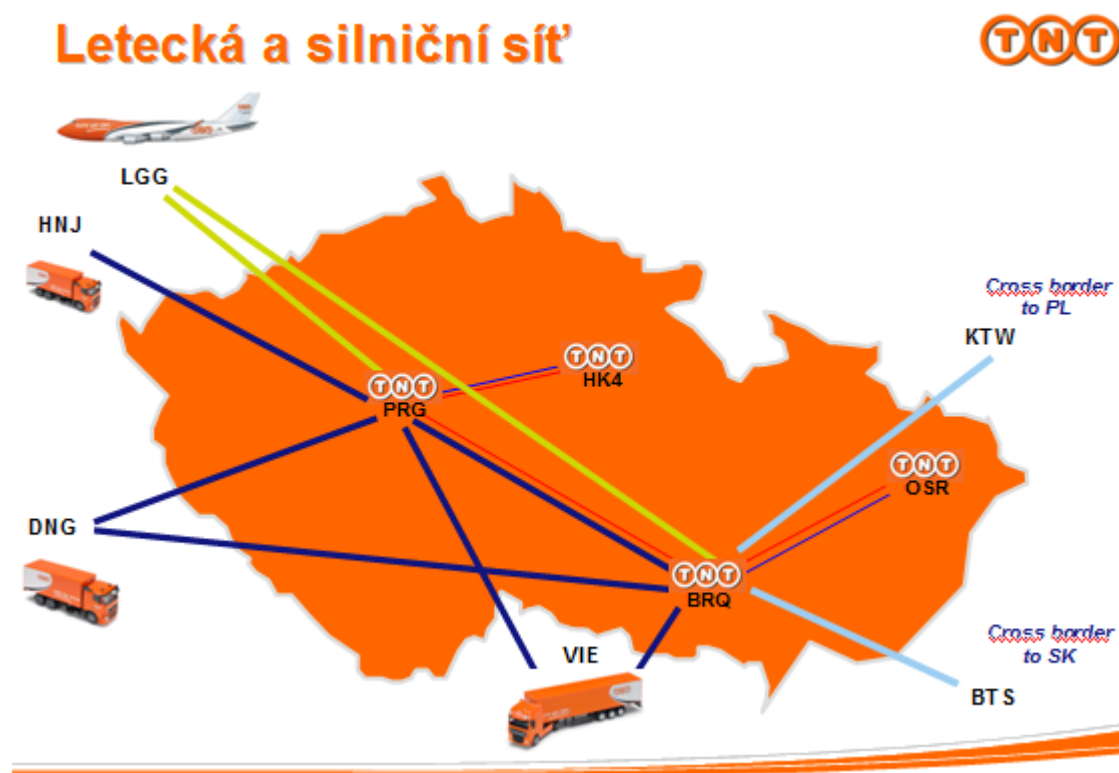 Letecká a silniční síť
TNT
LGG
HNJ
Cross border
to PL
KTW
TNT
HK4
TNT
PRG
TNT
OSR
DNG
TNT
BRQ
Cross border
to SK
VIE
BTS